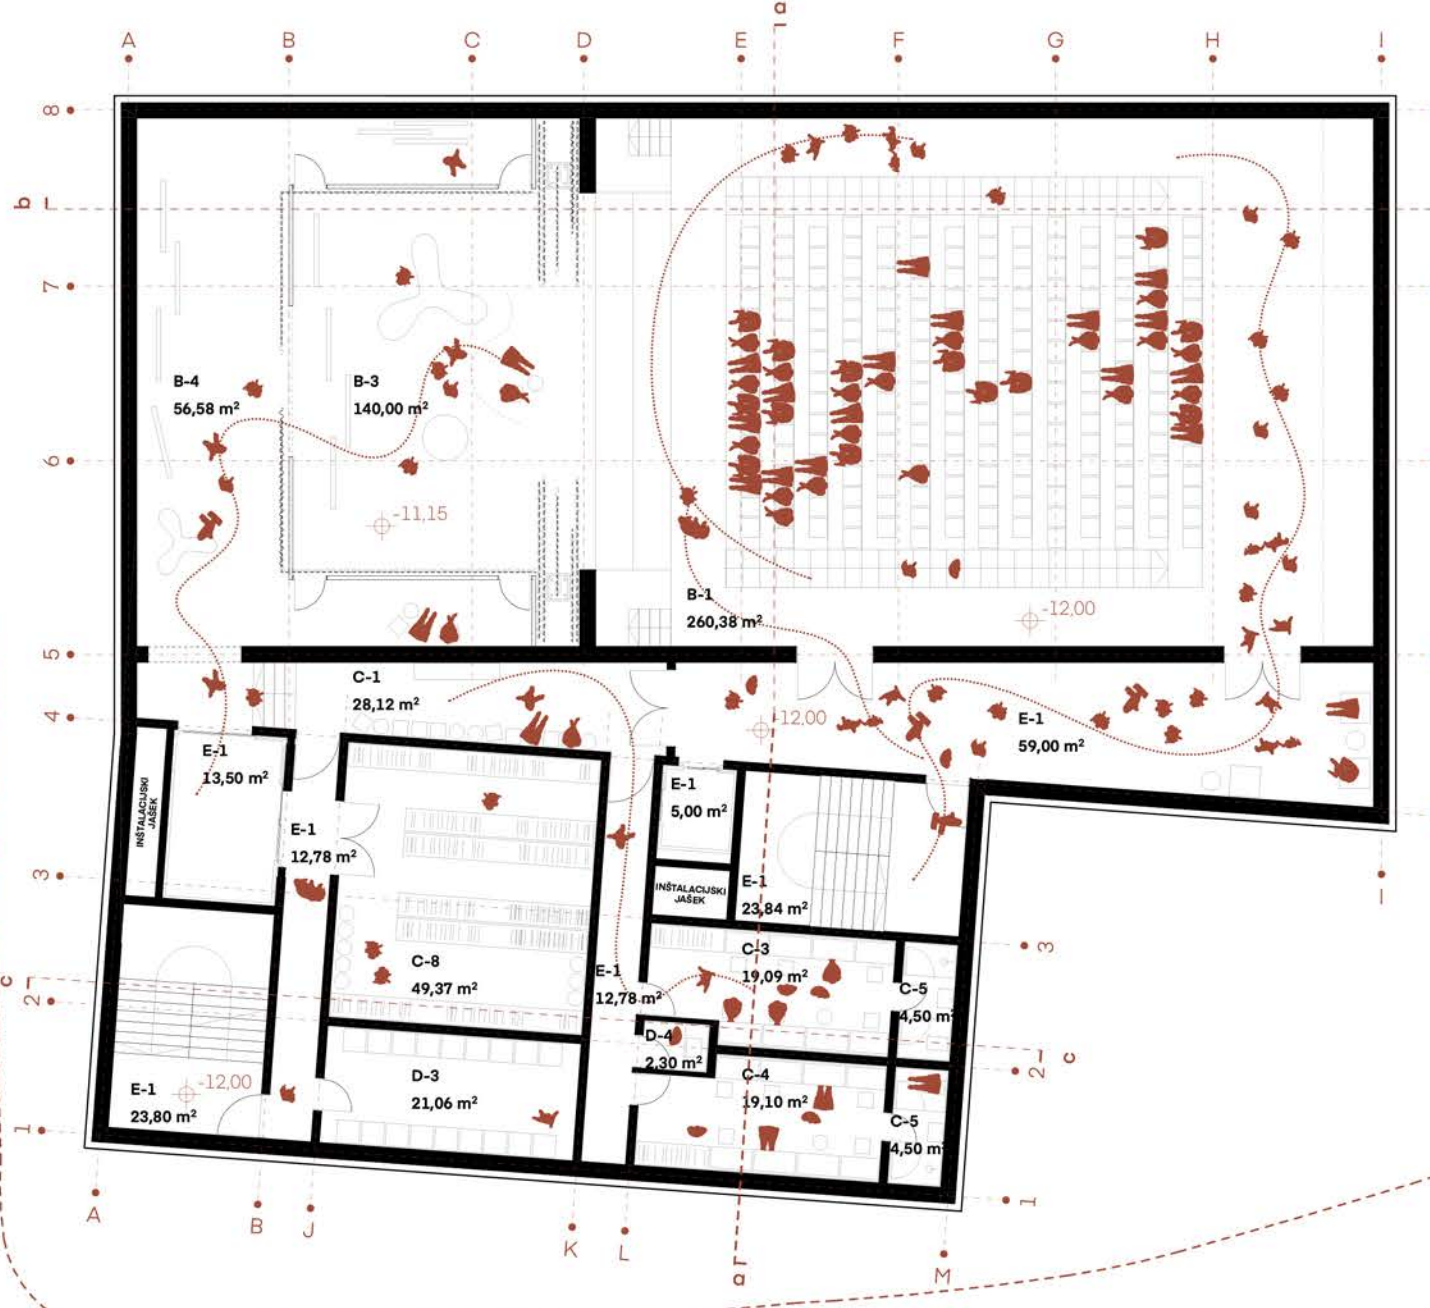 a
A B C D E F G H I
8
b
7
B-4
56,58 m²
B-3
140,00 m²
6
-11,15
B-1
260,38 m²
-12,00
5
C-1
28,12 m²
4
-12,00
E-1
59,00 m²
E-1
13,50 m²
INŠTALACIJSKI
JAŠEK
E-1
5,00 m²
E-1
12,78 m²
3
INŠTALACIJSKI
JAŠEK
E-1
23,84 m²
I
3
C-3
19,09 m²
C-8
49,37 m²
E-1
12,78 m²
C-5
4,50 m²
c
2
D-4
2,30 m²
c
2
C-4
19,10 m²
D-3
21,06 m²
-12,00
E-1
23,80 m²
C-5
4,50 m²
1
1
A B J K L M
a